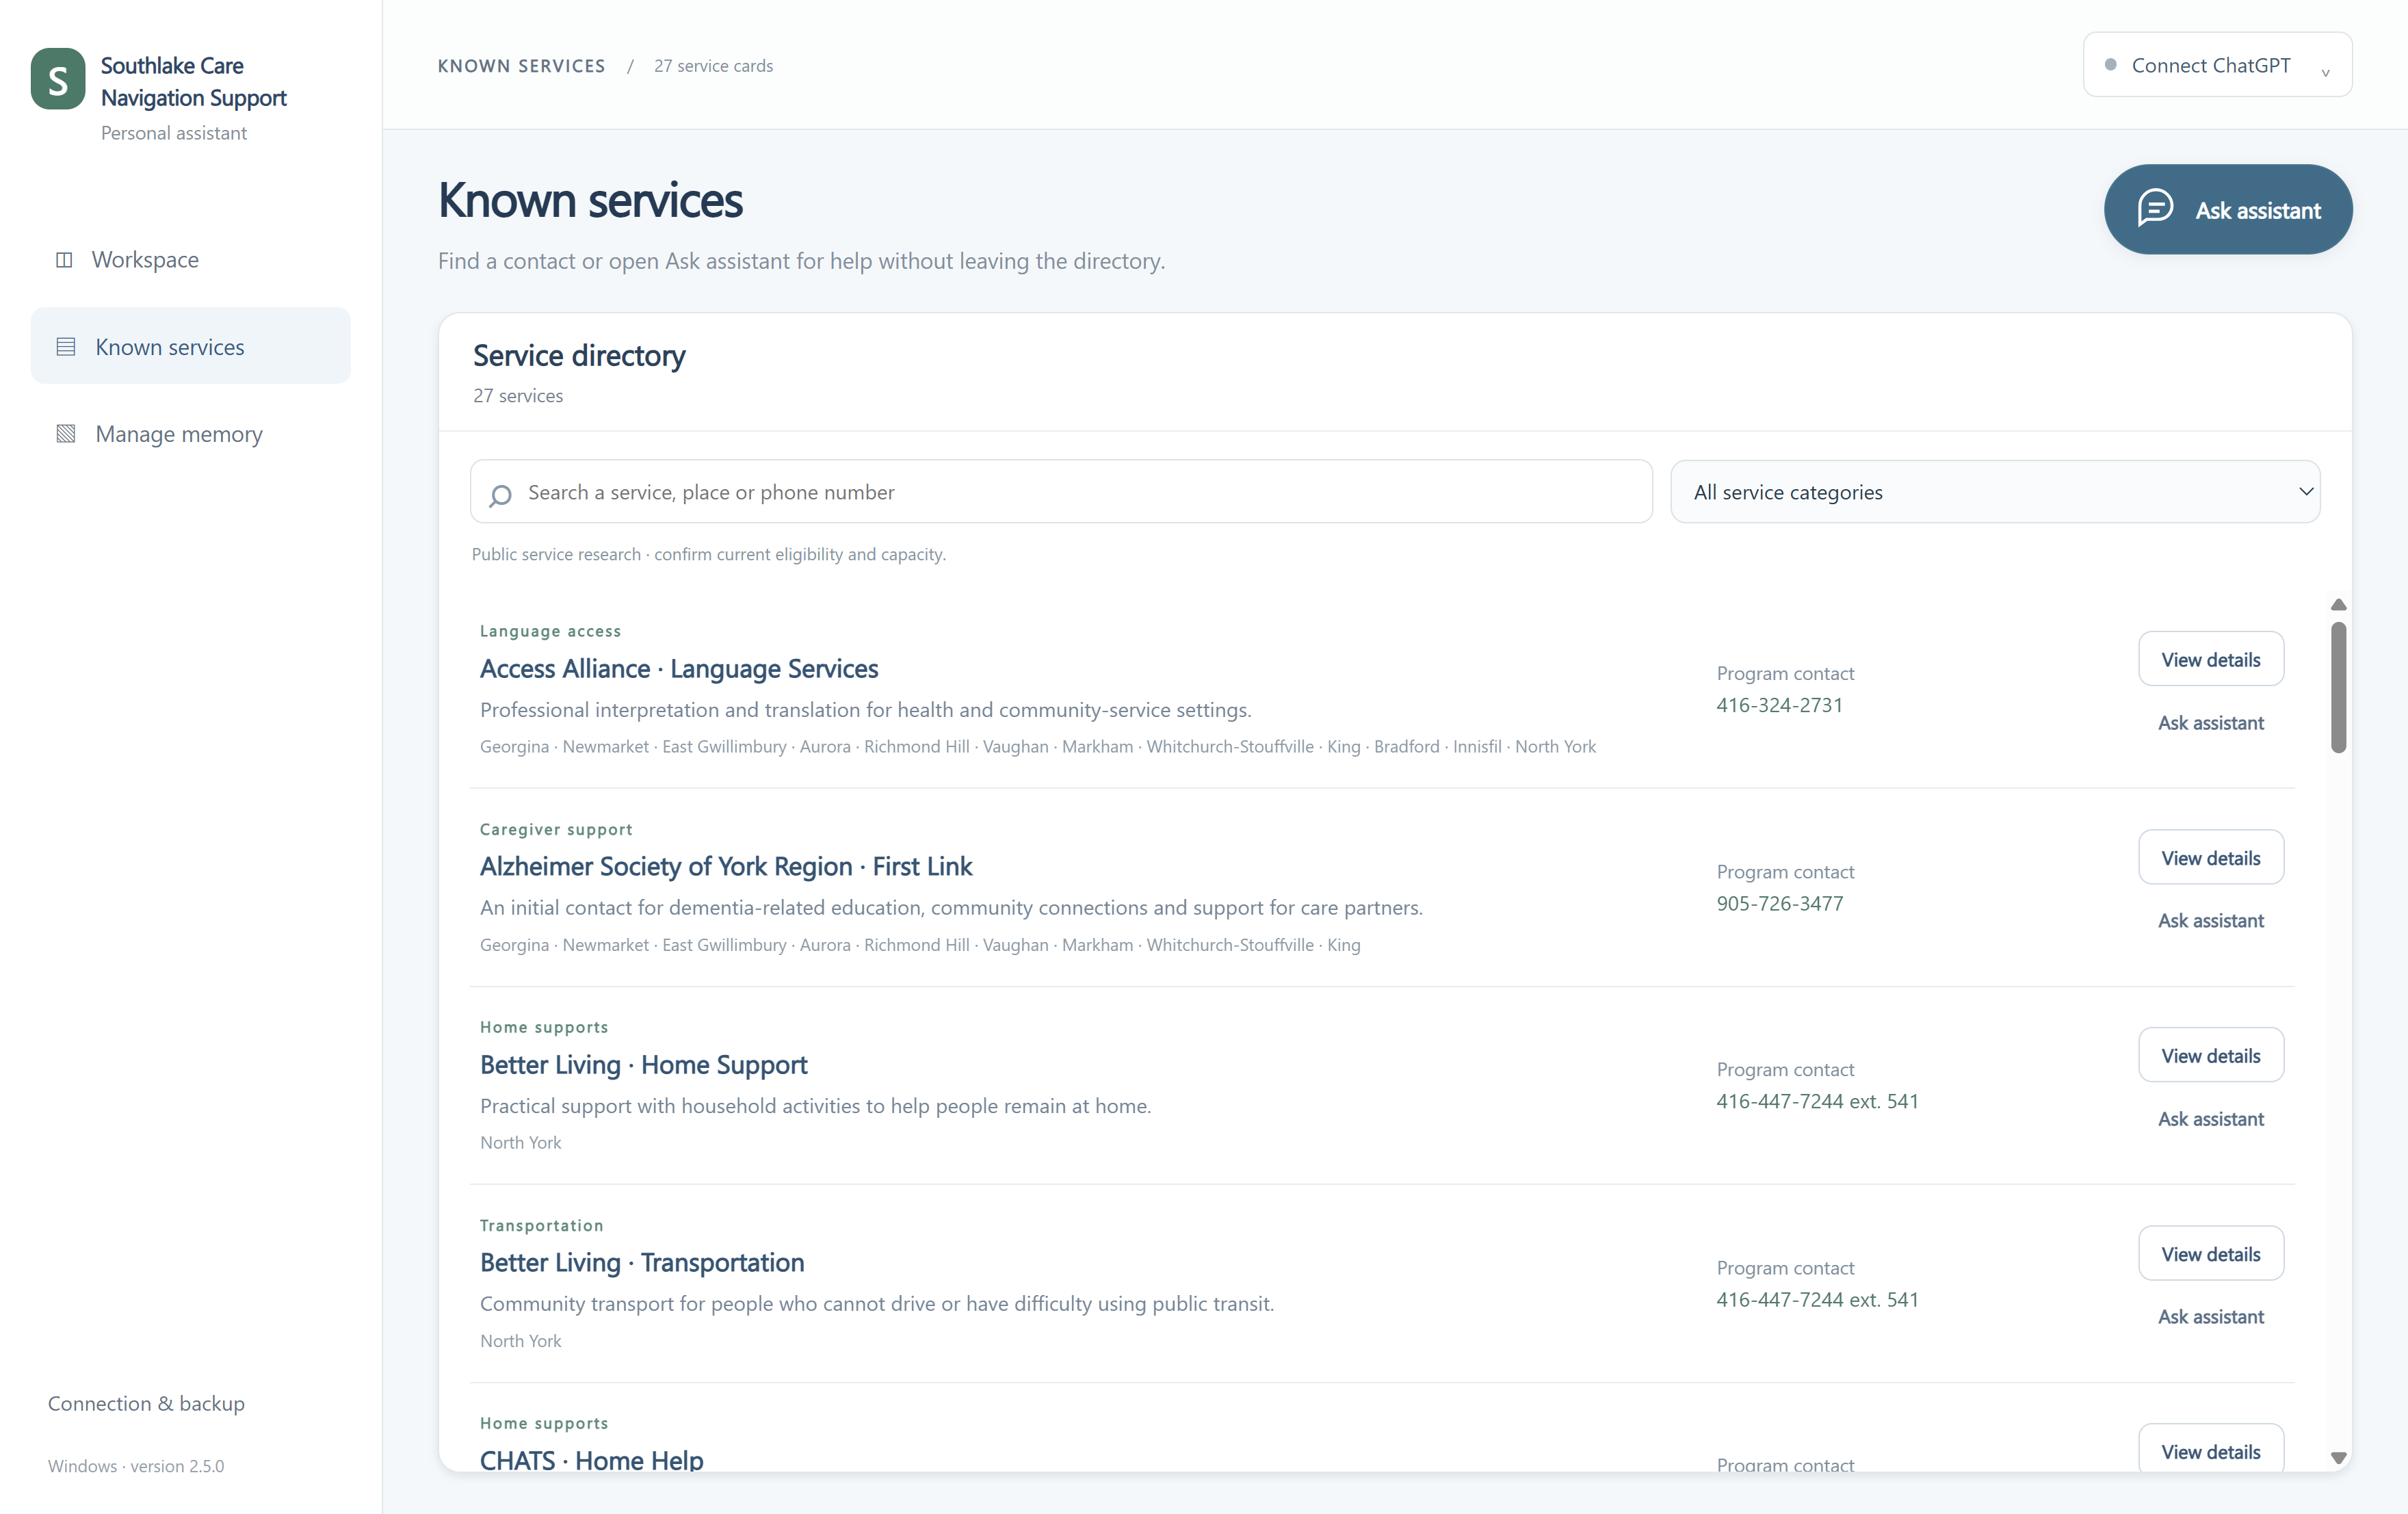 S
Southlake Care
Navigation Support
Personal assistant
Workspace
Known services
Manage memory
Connection & backup
Windows · version 2.5.0
KNOWN SERVICES / 27 service cards
Connect ChatGPT
Known services
Find a contact or open Ask assistant for help without leaving the directory.
Ask assistant
Service directory
27 services
Search a service, place or phone number
All service categories
Public service research · confirm current eligibility and capacity.
Language access
Access Alliance · Language Services
Professional interpretation and translation for health and community-service settings.
Georgina · Newmarket · East Gwillimbury · Aurora · Richmond Hill · Vaughan · Markham · Whitchurch-Stouffville · King · Bradford · Innisfil · North York
Program contact
416-324-2731
View details
Ask assistant
Caregiver support
Alzheimer Society of York Region · First Link
An initial contact for dementia-related education, community connections and support for care partners.
Georgina · Newmarket · East Gwillimbury · Aurora · Richmond Hill · Vaughan · Markham · Whitchurch-Stouffville · King
Program contact
905-726-3477
View details
Ask assistant
Home supports
Better Living · Home Support
Practical support with household activities to help people remain at home.
North York
Program contact
416-447-7244 ext. 541
View details
Ask assistant
Transportation
Better Living · Transportation
Community transport for people who cannot drive or have difficulty using public transit.
North York
Program contact
416-447-7244 ext. 541
View details
Ask assistant
Home supports
CHATS · Home Help
Program contact
View details